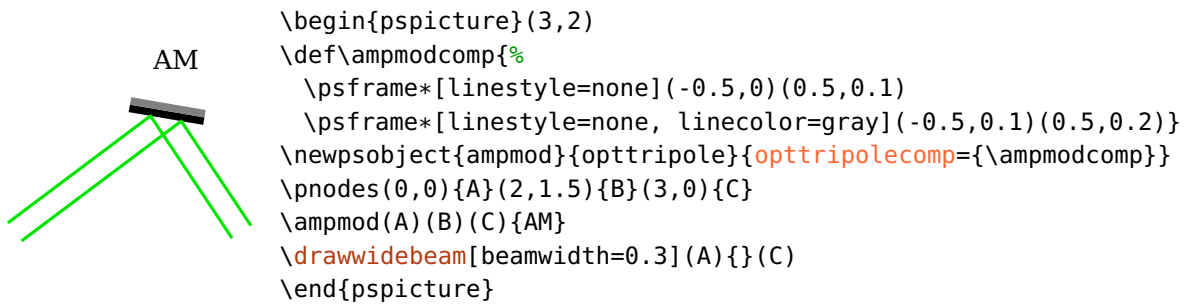 AM
\begin{pspicture}(3,2)
\def\ampmodcomp{%
  \psframe*[linestyle=none](-0.5,0)(0.5,0.1)
  \psframe*[linestyle=none, linecolor=gray](-0.5,0.1)(0.5,0.2)}
\newpsobject{ampmod}{opttripole}{opttripolecomp={\ampmodcomp}}
\pnodes(0,0){A}(2,1.5){B}(3,0){C}
\ampmod(A)(B)(C){AM}
\drawwidebeam[beamwidth=0.3](A){}(C)
\end{pspicture}